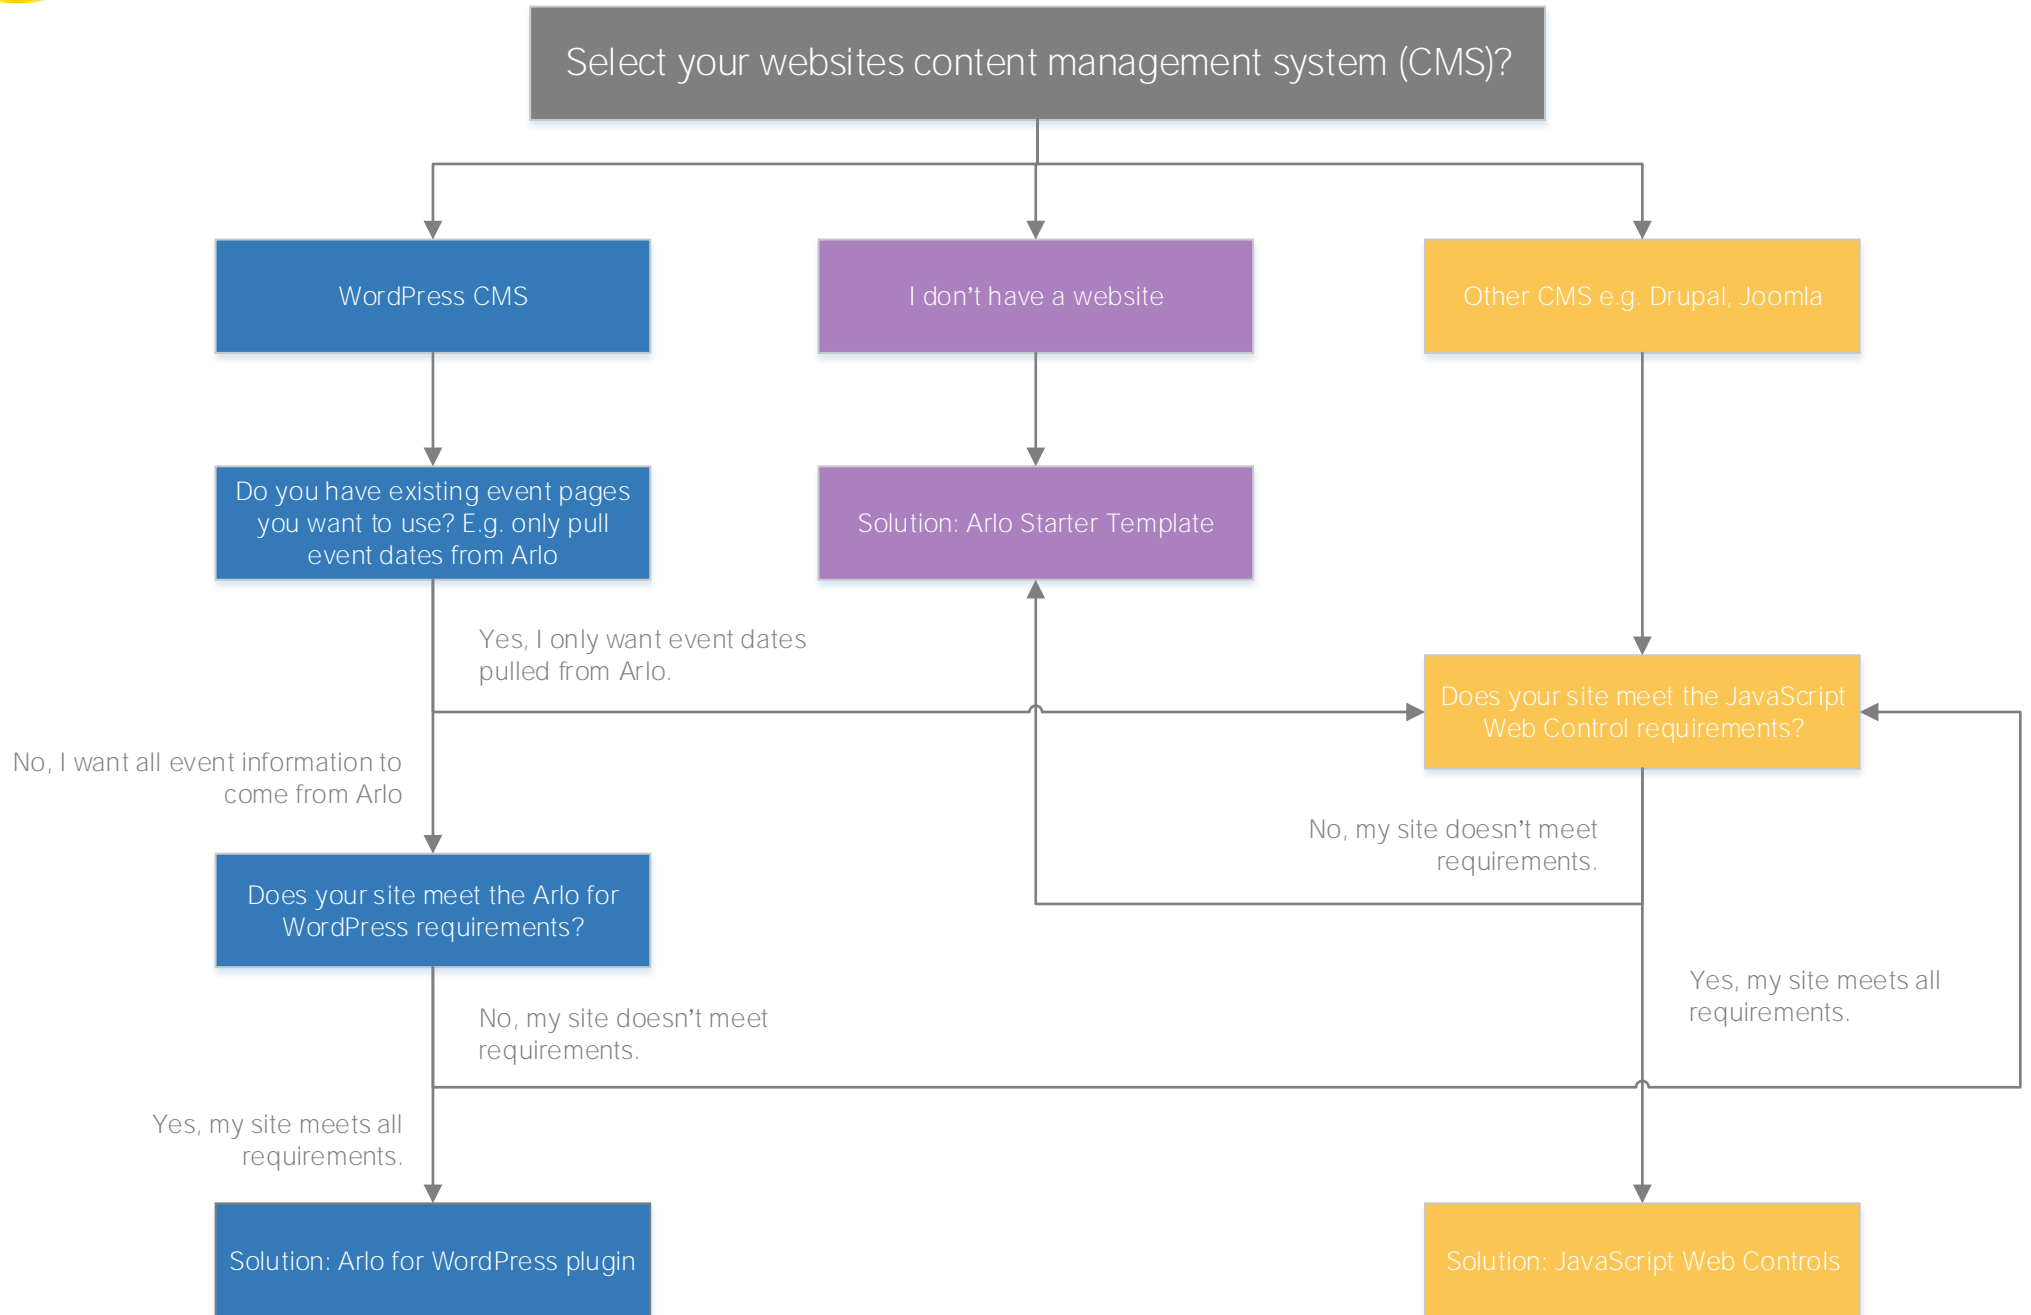 Select your websites content management system (CMS)?
WordPress CMS
I don’t have a website
Other CMS e.g. Drupal, Joomla
Do you have existing event pages
you want to use? E.g. only pull
event dates from Arlo
Solution: Arlo Starter Template
Yes, I only want event dates
pulled from Arlo.
Does your site meet the JavaScript
Web Control requirements?
No, I want all event information to
come from Arlo
No, my site doesn’t meet
requirements.
Does your site meet the Arlo for
WordPress requirements?
Yes, my site meets all
requirements.
No, my site doesn’t meet
requirements.
Yes, my site meets all
requirements.
Solution: Arlo for WordPress plugin
Solution: JavaScript Web Controls